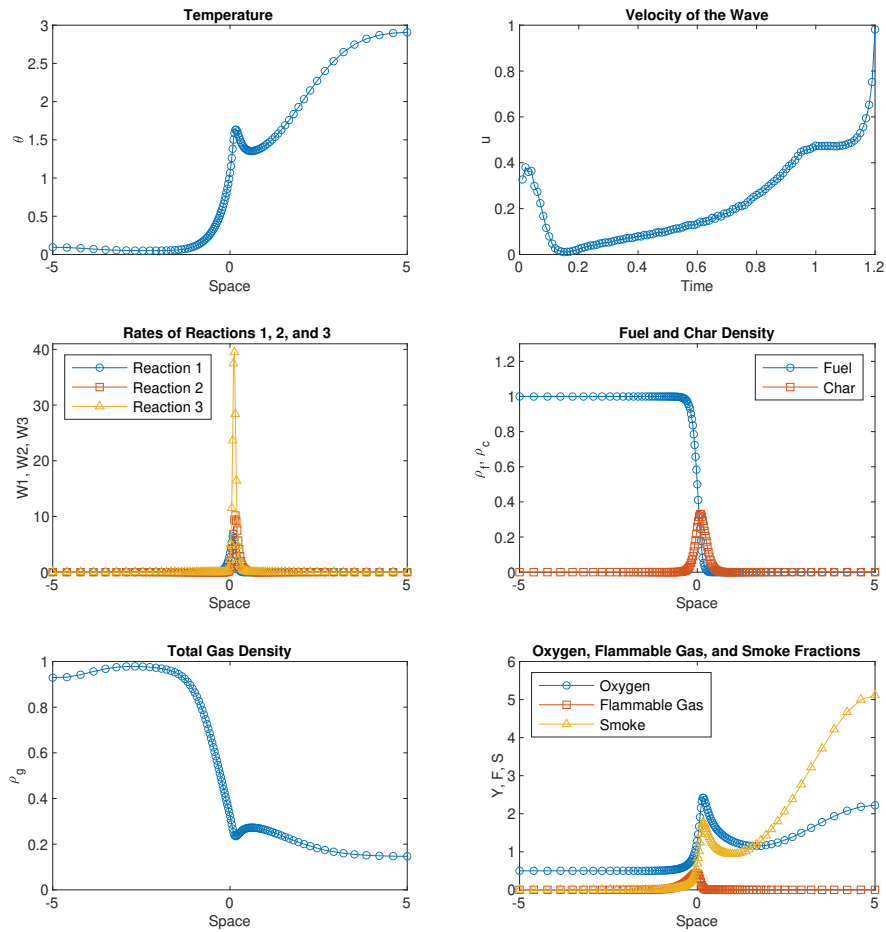 Temperature
3
2.5
2
1.5
1
0.5
0
θ
-5
0
5
Space
Velocity of the Wave
1
0.8
0.6
0.4
0.2
0
u
0
0.2
0.4
0.6
0.8
1
1.2
Time
Rates of Reactions 1, 2, and 3
40
30
20
10
0
W1, W2, W3
Reaction 1
Reaction 2
Reaction 3
-5
0
5
Space
Fuel and Char Density
1.2
1
0.8
0.6
0.4
0.2
0
ρ_f, ρ_c
Fuel
Char
-5
0
5
Space
Total Gas Density
1
0.8
0.6
0.4
0.2
0
ρ_g
-5
0
5
Space
Oxygen, Flammable Gas, and Smoke Fractions
6
5
4
3
2
1
0
Y, F, S
Oxygen
Flammable Gas
Smoke
-5
0
5
Space